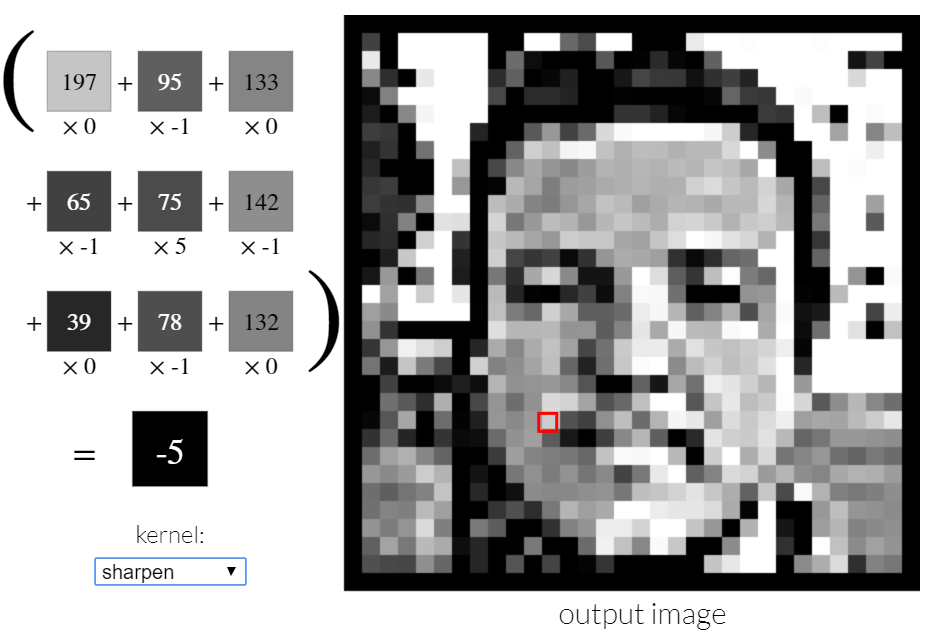 ( 197 + 95 + 133
× 0 × -1 × 0
+ 65 + 75 + 142
× -1 × 5 × -1
+ 39 + 78 + 132 )
× 0 × -1 × 0
= -5
kernel:
sharpen ▼
output image